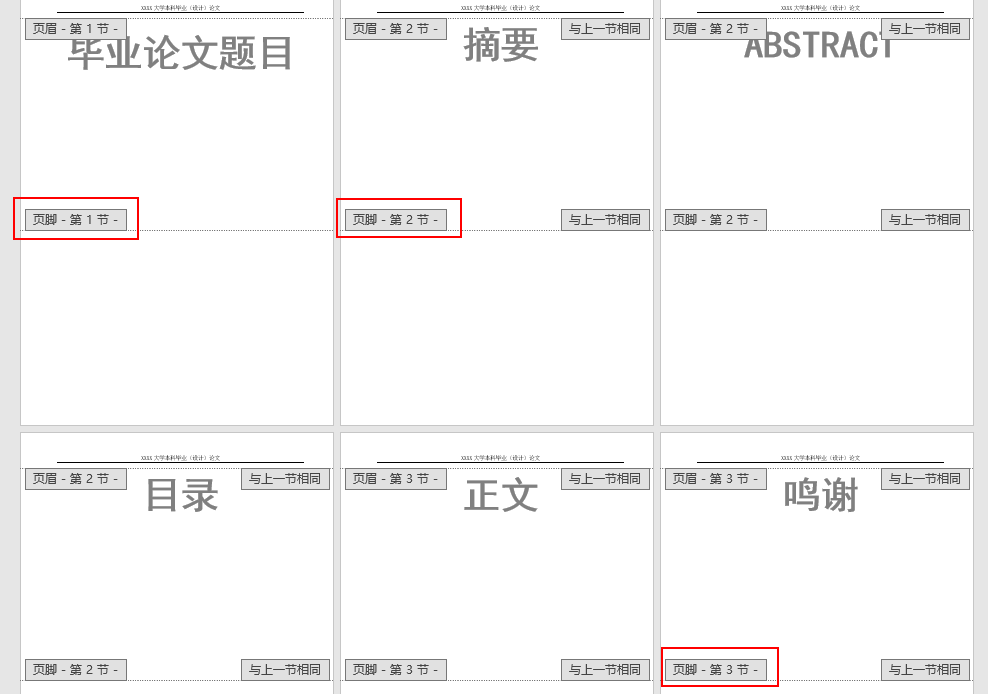 XXXX 大学本科毕业（设计）论文
页眉 - 第 1 节 -
毕业论文题目
页脚 - 第 1 节 -
XXXX 大学本科毕业（设计）论文
页眉 - 第 2 节 -
与上一节相同
摘要
页脚 - 第 2 节 -
与上一节相同
XXXX 大学本科毕业（设计）论文
页眉 - 第 2 节 -
与上一节相同
ABSTRACT
页脚 - 第 2 节 -
与上一节相同
XXXX 大学本科毕业（设计）论文
页眉 - 第 2 节 -
与上一节相同
目录
页脚 - 第 2 节 -
与上一节相同
XXXX 大学本科毕业（设计）论文
页眉 - 第 3 节 -
与上一节相同
正文
页脚 - 第 3 节 -
与上一节相同
XXXX 大学本科毕业（设计）论文
页眉 - 第 3 节 -
与上一节相同
鸣谢
页脚 - 第 3 节 -
与上一节相同